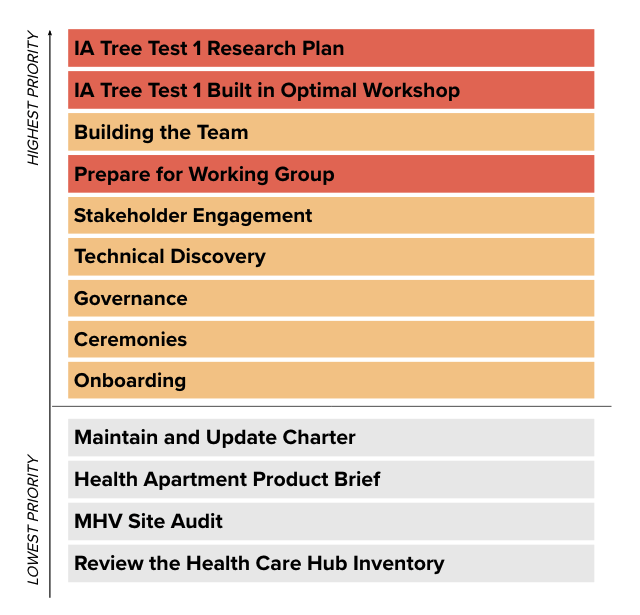 HIGHEST PRIORITY
IA Tree Test 1 Research Plan
IA Tree Test 1 Built in Optimal Workshop
Building the Team
Prepare for Working Group
Stakeholder Engagement
Technical Discovery
Governance
Ceremonies
Onboarding
LOWEST PRIORITY
Maintain and Update Charter
Health Apartment Product Brief
MHV Site Audit
Review the Health Care Hub Inventory